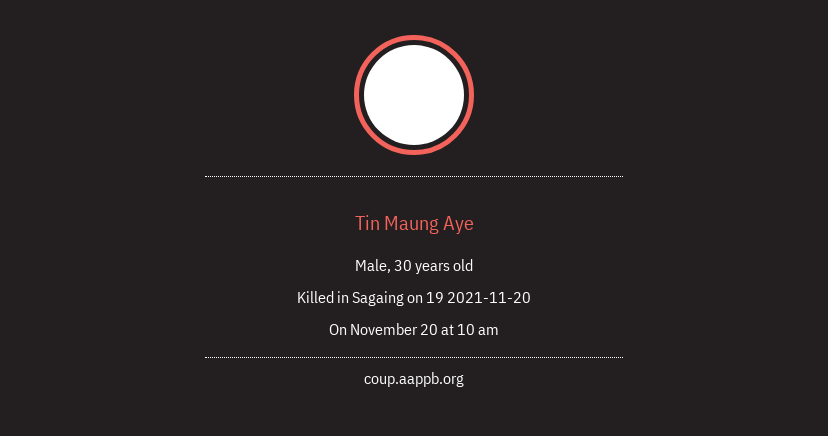 Tin Maung Aye
Male, 30 years old
Killed in Sagaing on 19 2021-11-20
On November 20 at 10 am
coup.aappb.org